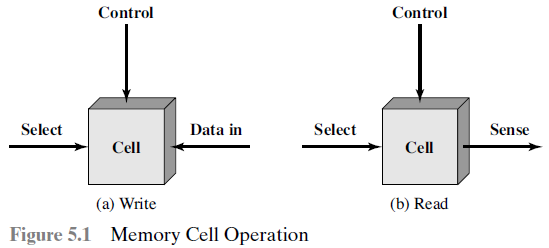 Control
Select
Cell
Data in
(a) Write
Control
Select
Cell
Sense
(b) Read
Figure 5.1 Memory Cell Operation